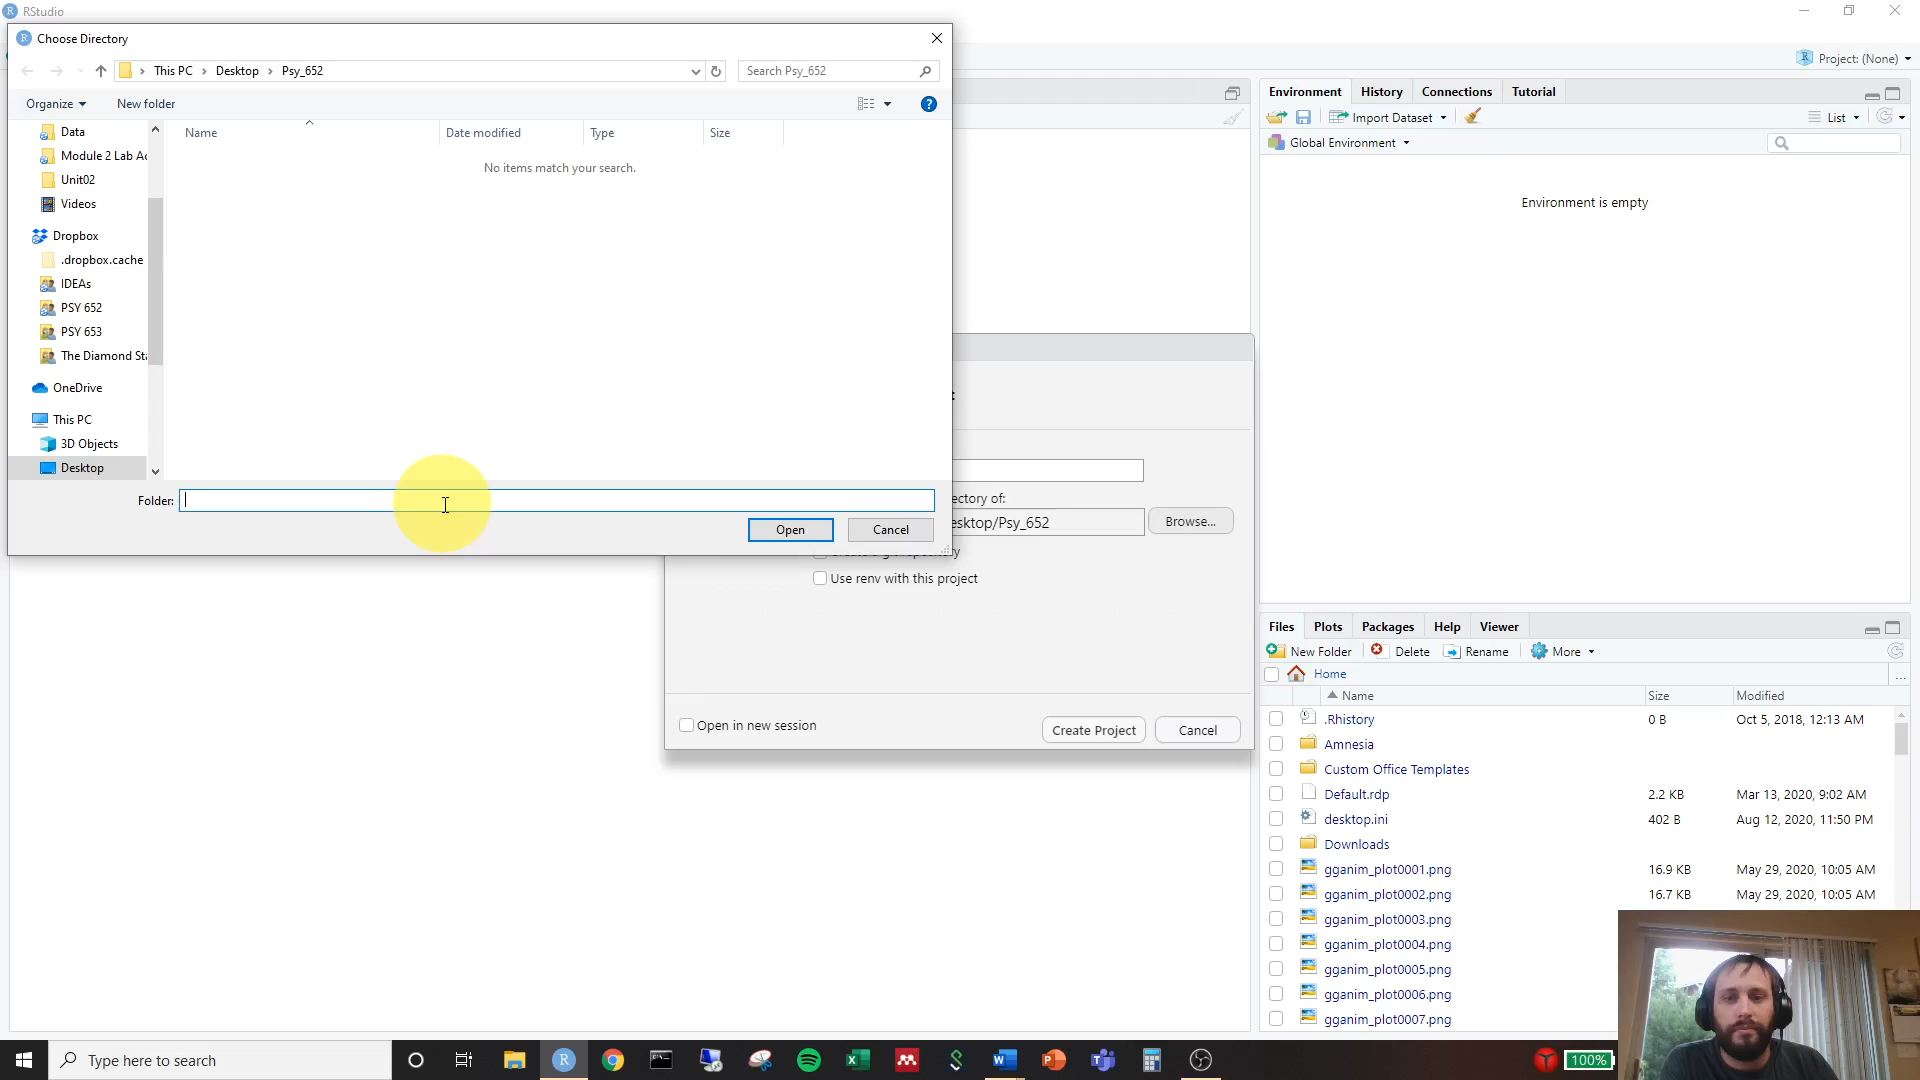 RStudio
Choose Directory
This PC > Desktop > Psy_652
Search Psy_652
Organize
New folder
Name
Date modified
Type
Size
No items match your search.
Data
Module 2 Lab Ac
Unit02
Videos
Dropbox
.dropbox.cache
IDEAs
PSY 652
PSY 653
The Diamond Sta
OneDrive
This PC
3D Objects
Desktop
Folder:
Open
Cancel
ectory of:
esktop/Psy_652
Browse...
Use renv with this project
Open in new session
Create Project
Cancel
Project: (None)
Environment
History
Connections
Tutorial
Import Dataset
List
Global Environment
Environment is empty
Files
Plots
Packages
Help
Viewer
New Folder
Delete
Rename
More
Home
...
Name
Size
Modified
.Rhistory 0 B Oct 5, 2018, 12:13 AM
Amnesia
Custom Office Templates
Default.rdp 2.2 KB Mar 13, 2020, 9:02 AM
desktop.ini 402 B Aug 12, 2020, 11:50 PM
Downloads
gganim_plot0001.png 16.9 KB May 29, 2020, 10:05 AM
gganim_plot0002.png 16.7 KB May 29, 2020, 10:05 AM
gganim_plot0003.png
gganim_plot0004.png
gganim_plot0005.png
gganim_plot0006.png
gganim_plot0007.png
Type here to search
100%